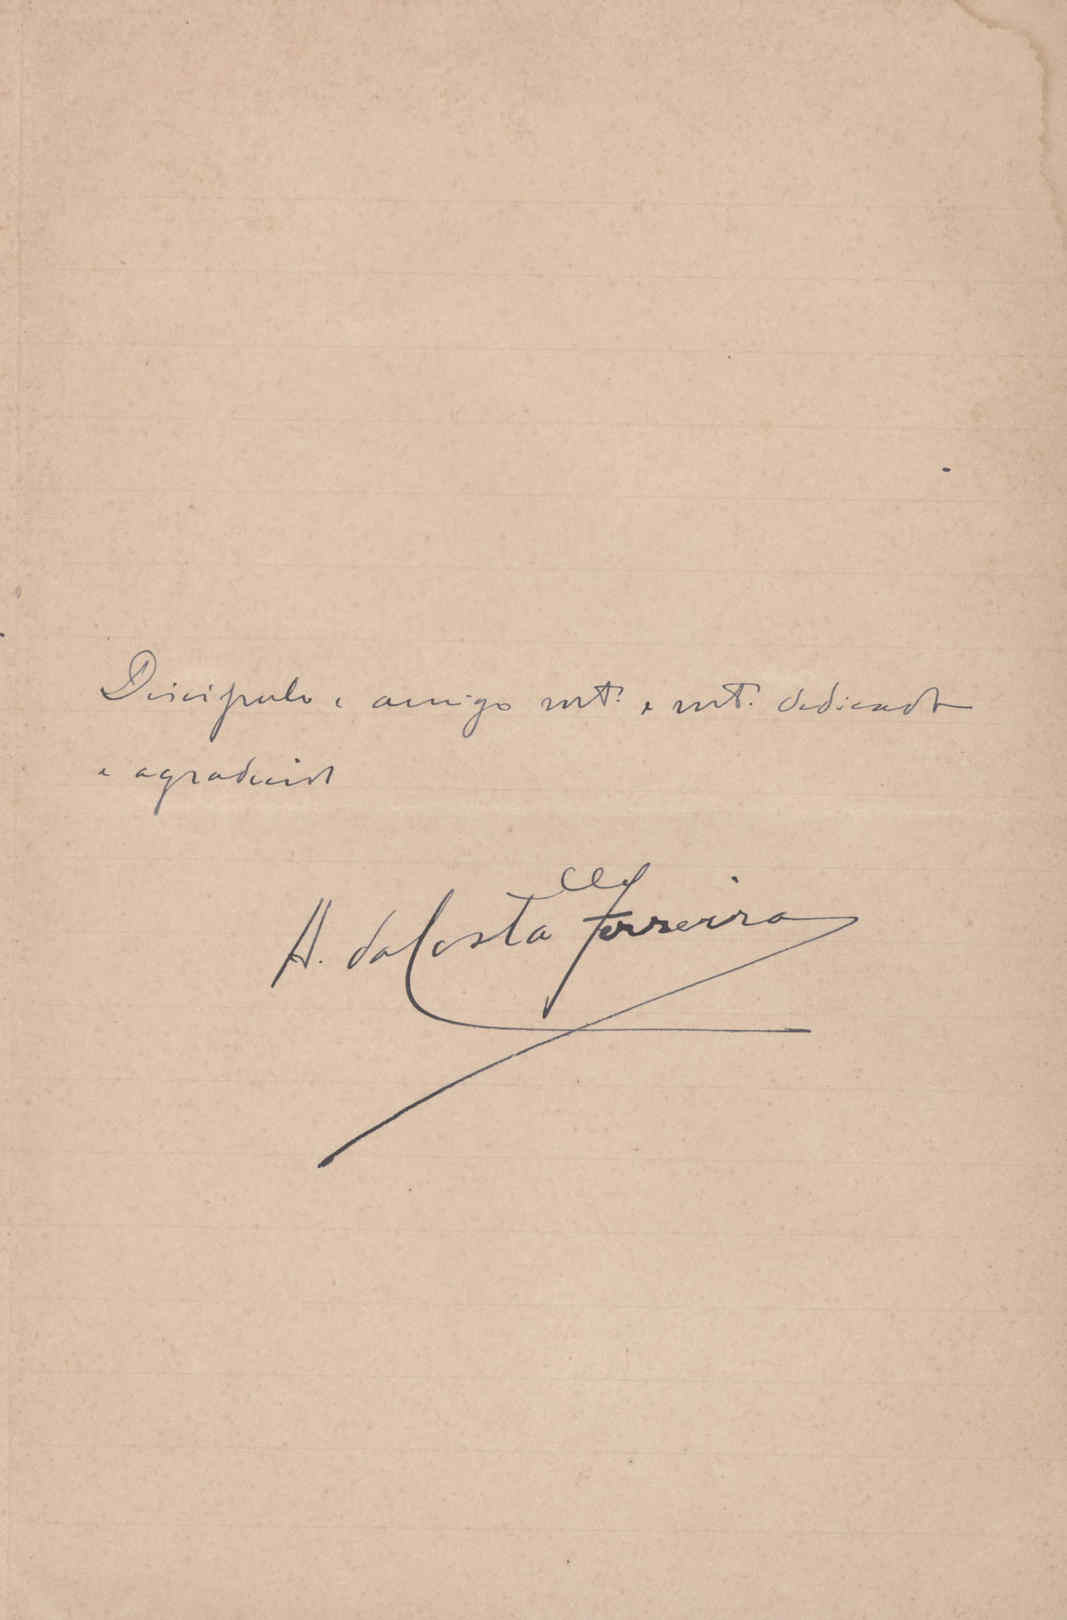 Discipulo e amigo mt.º e mt.º dedicado
e agradecido
A. da Costa Ferreira